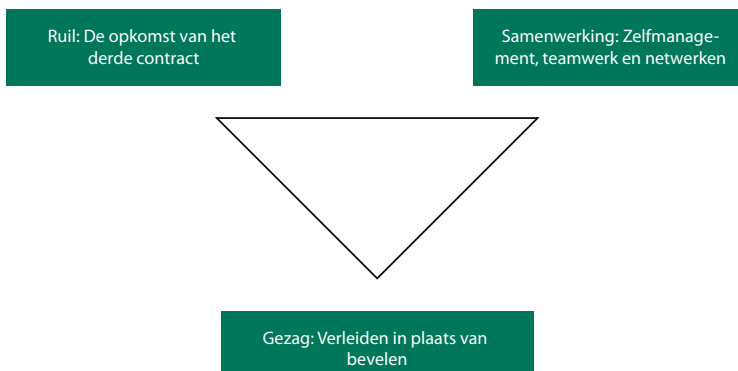 Ruil: De opkomst van het
derde contract
Samenwerking: Zelfmanage-
ment, teamwerk en netwerken
Gezag: Verleiden in plaats van
bevelen